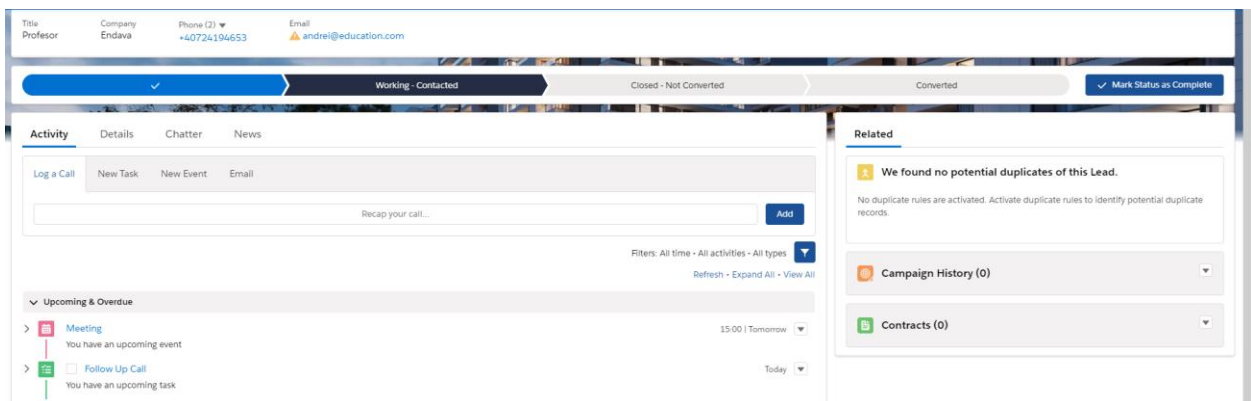 Title Company Phone (2) Email
Profesor Endava +40724194653 andrei@education.com
Working - Contacted Closed - Not Converted Converted Mark Status as Complete
Activity Details Chatter News
Log a Call New Task New Event Email
Recap your call... Add
Filters: All time • All activities • All types
Refresh • Expand All • View All
Upcoming & Overdue
Meeting 15:00 | Tomorrow
You have an upcoming event
Follow Up Call Today
You have an upcoming task
Related
We found no potential duplicates of this Lead.
No duplicate rules are activated. Activate duplicate rules to identify potential duplicate
records.
Campaign History (0)
Contracts (0)